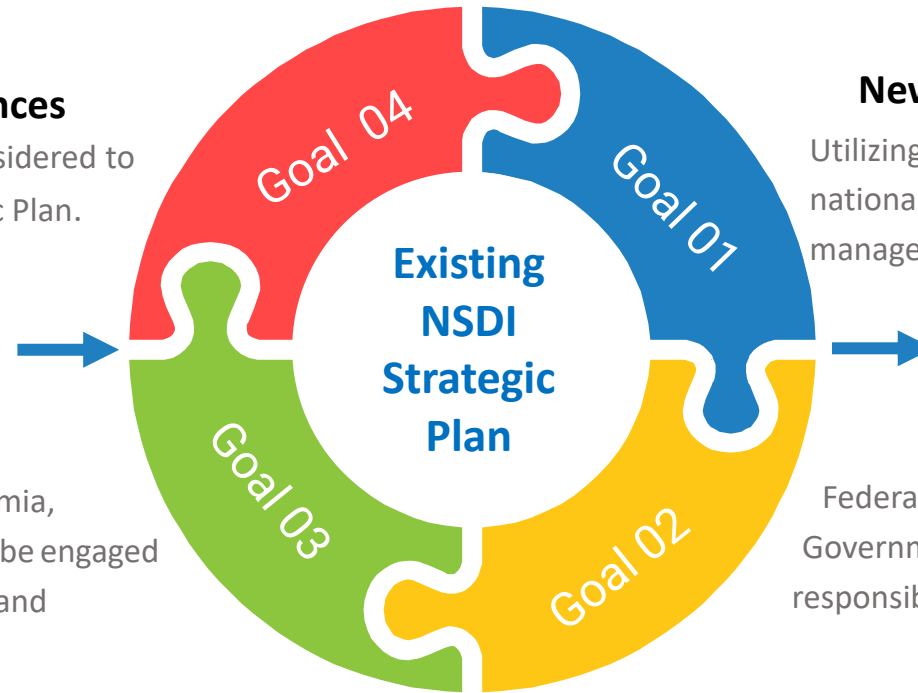 nces
sidered to
c Plan.
mia,
be engaged
and
Goal 04
Goal 01
Goal 03
Goal 02
Existing
NSDI
Strategic
Plan
Nev
Utilizing
nationa
manage
Federa
Governm
responsib